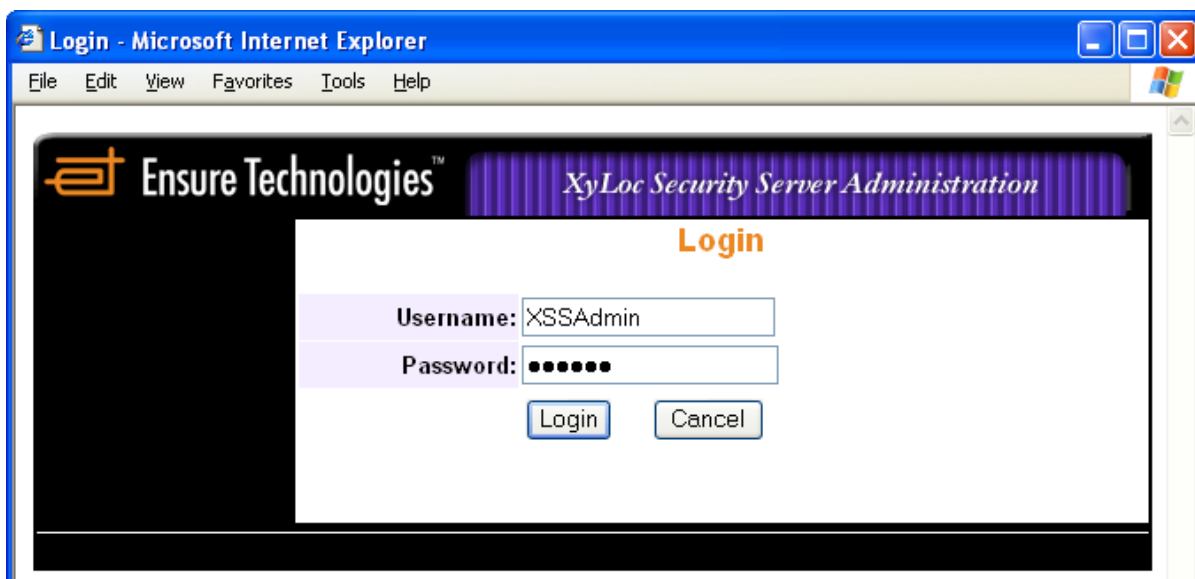 Login - Microsoft Internet Explorer
File Edit View Favorites Tools Help
Ensure Technologies™ XyLoc Security Server Administration
Login
Username: XSSAdmin
Password: ●●●●●●
Login Cancel